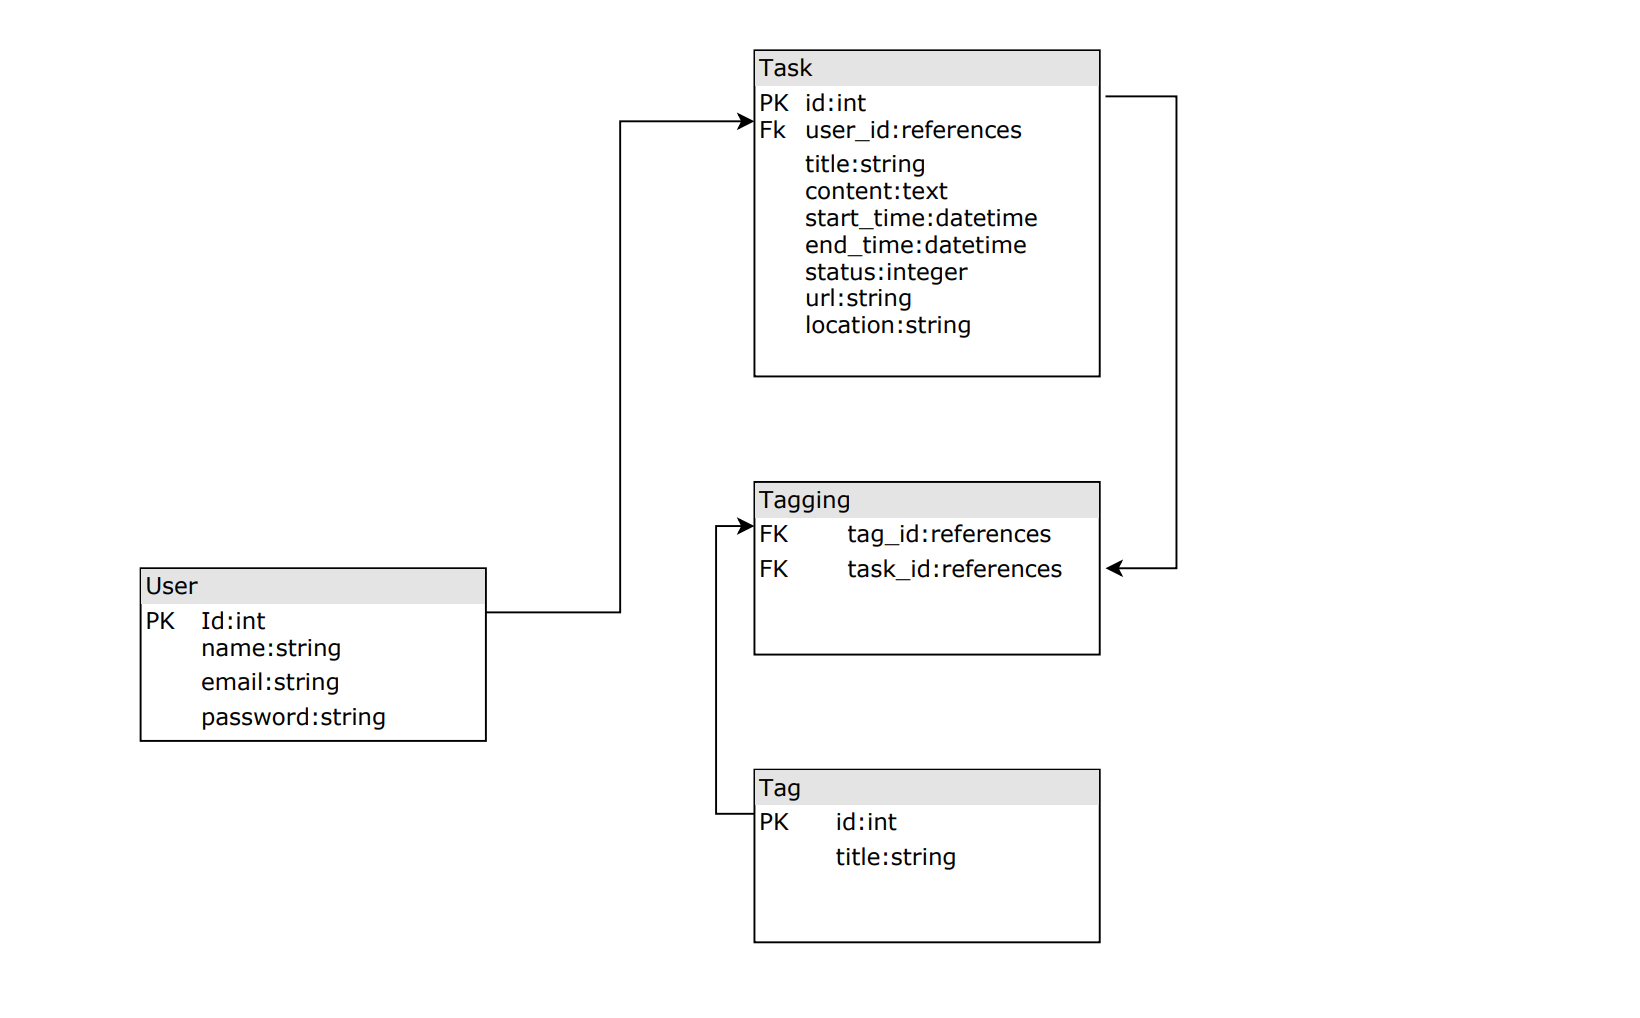 Task
PK id:int
Fk user_id:references
title:string
content:text
start_time:datetime
end_time:datetime
status:integer
url:string
location:string
Tagging
FK tag_id:references
FK task_id:references
User
PK Id:int
name:string
email:string
password:string
Tag
PK id:int
title:string